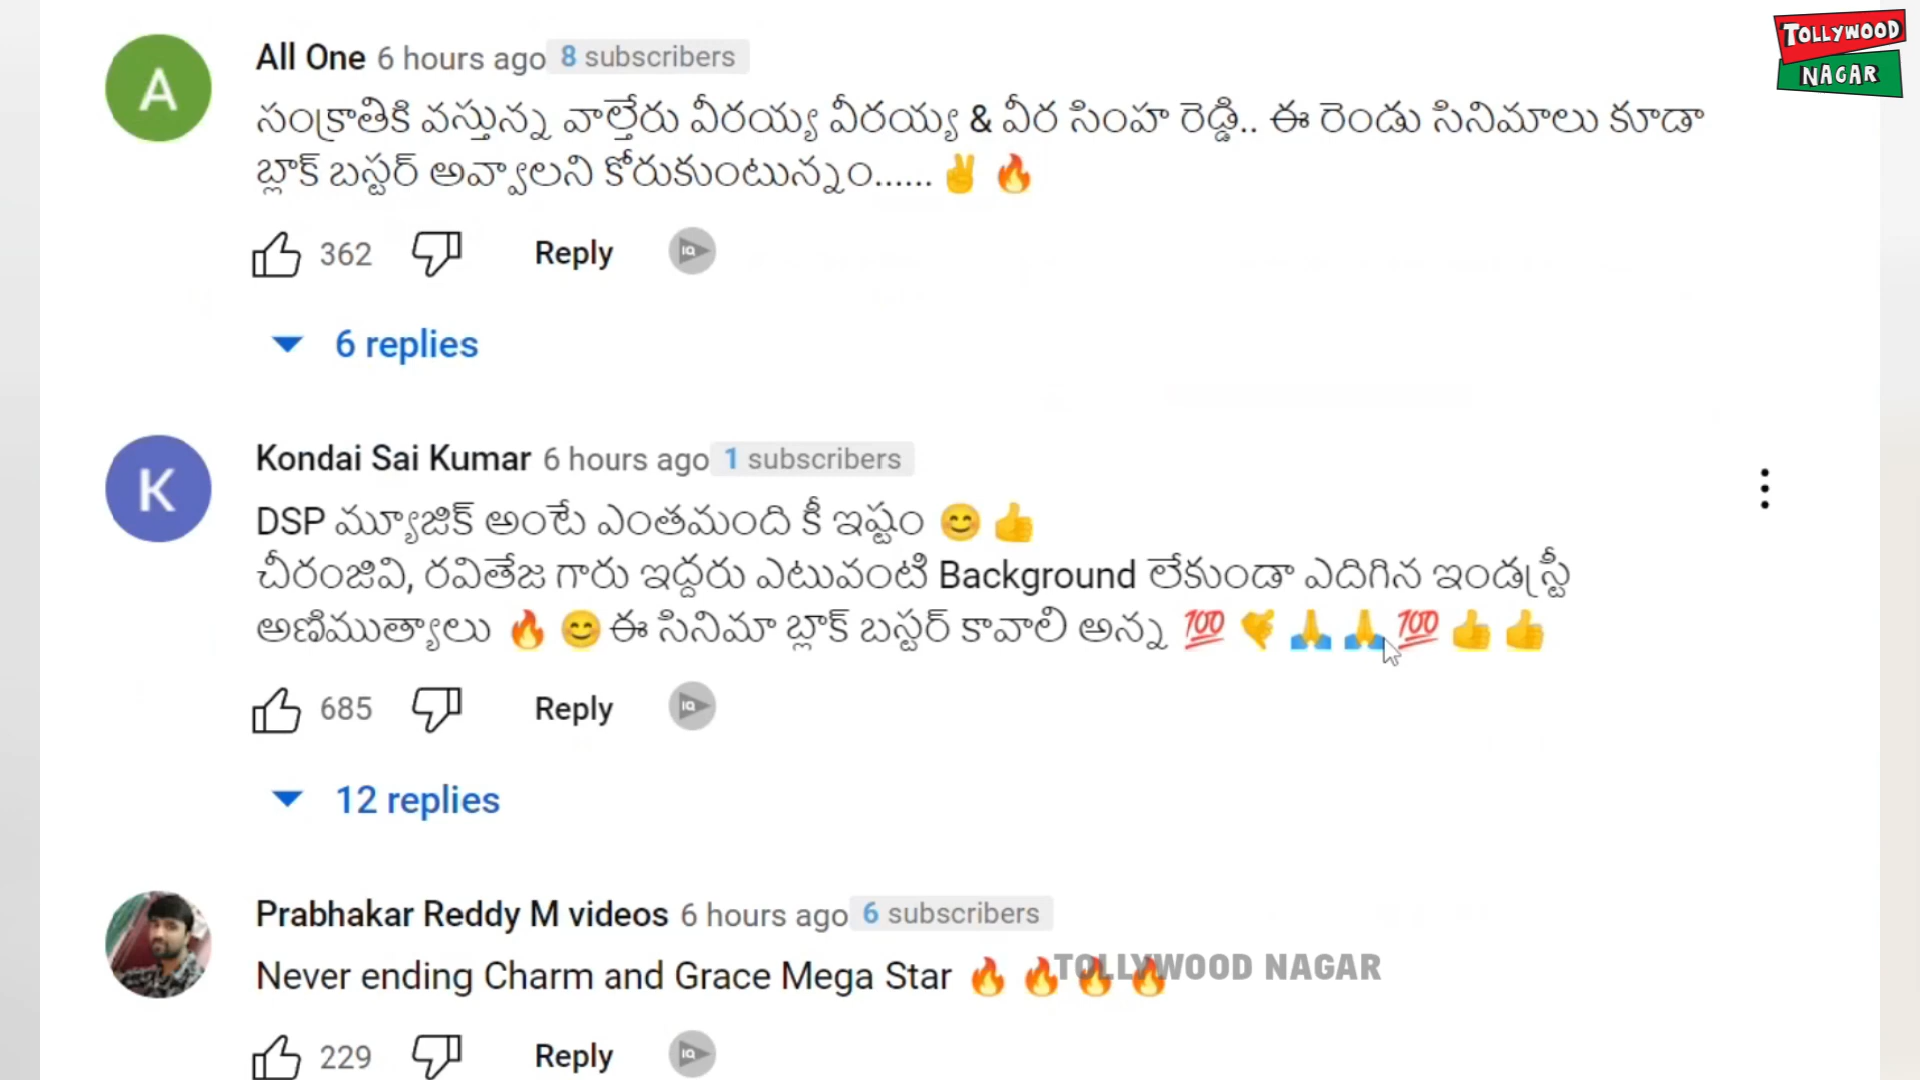 TOLLYWOOD
NAGAR
All One 6 hours ago 8 subscribers
సంక్రాతికి వస్తున్న వాల్తేరు వీరయ్య వీరయ్య & వీర సింహ రెడ్డి.. ఈ రెండు సినిమాలు కూడా
బ్లాక్ బస్టర్ అవ్వాలని కోరుకుంటున్నం...... ✌️ 🔥
362 Reply
6 replies
Kondai Sai Kumar 6 hours ago 1 subscribers
DSP మ్యూజిక్ అంటే ఎంతమంది కీ ఇష్టం 😊 👍
చీరంజివి, రవితేజ గారు ఇద్దరు ఎటువంటి Background లేకుండా ఎదిగిన ఇండస్ట్రీ
అణిముత్యాలు 🔥 😊 ఈ సినిమా బ్లాక్ బస్టర్ కావాలి అన్న 💯 🤙 🙏 🙏 💯 👍 👍
685 Reply
12 replies
Prabhakar Reddy M videos 6 hours ago 6 subscribers
Never ending Charm and Grace Mega Star 🔥 🔥 🔥 🔥
TOLLYWOOD NAGAR
229 Reply